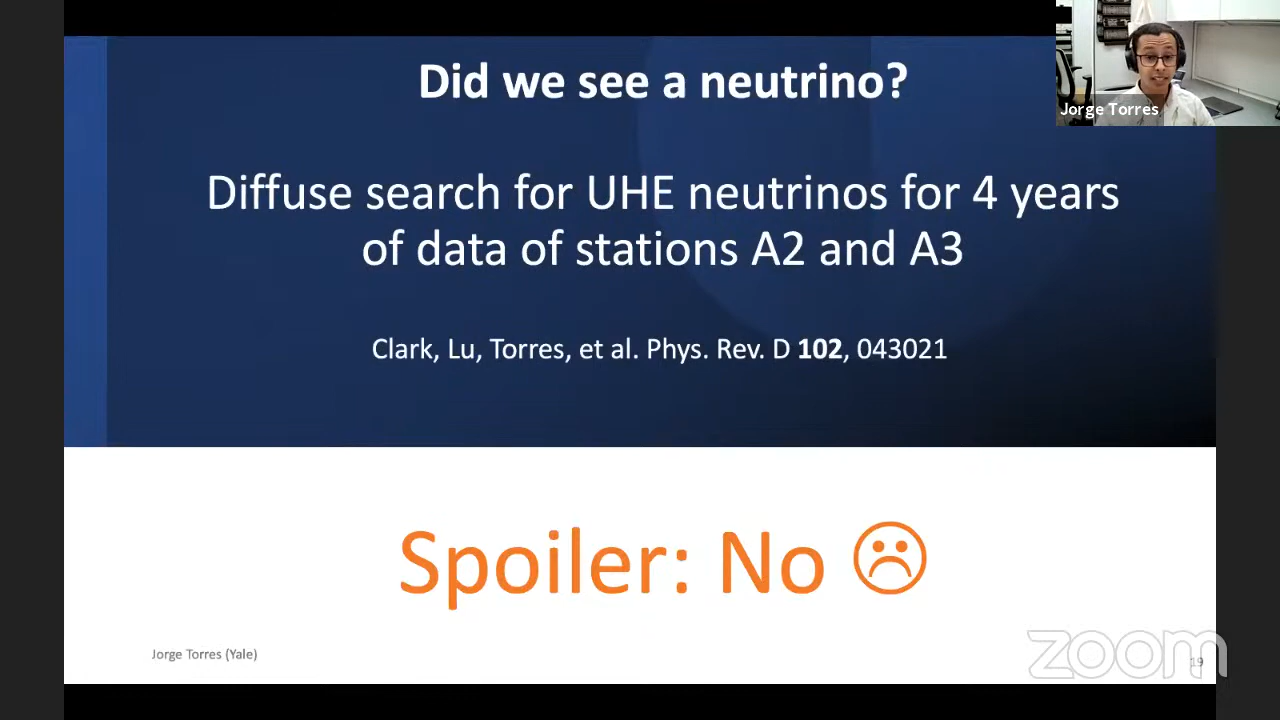 Did we see a neutrino?
Jorge Torres
Diffuse search for UHE neutrinos for 4 years
of data of stations A2 and A3
Clark, Lu, Torres, et al. Phys. Rev. D 102, 043021
Spoiler: No ☹
Jorge Torres (Yale)
zoom
19